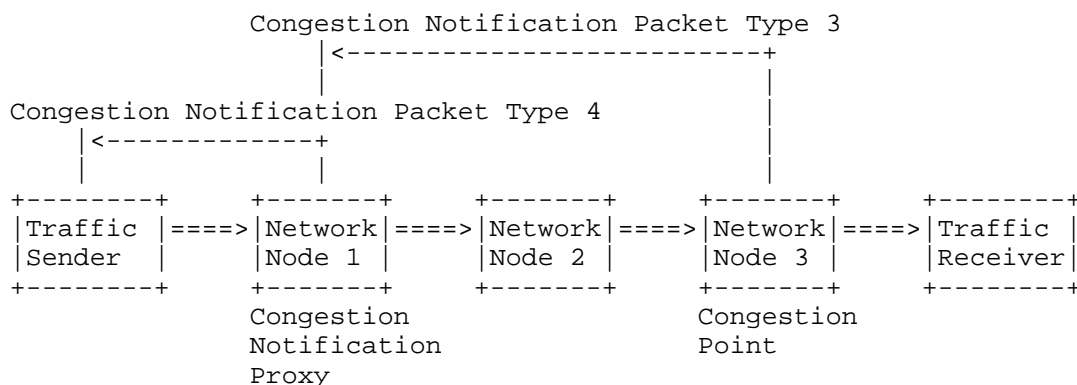 Congestion Notification Packet Type 3
|<--------------------------+
|                           |
Congestion Notification Packet Type 4                |
|<-------------+                           |
|              |                           |
+--------+     +-------+     +-------+     +-------+     +--------+
|Traffic |====>|Network|====>|Network|====>|Network|====>|Traffic |
|Sender  |     |Node 1 |     |Node 2 |     |Node 3 |     |Receiver|
+--------+     +-------+     +-------+     +-------+     +--------+
Congestion                   Congestion
Notification                 Point
Proxy